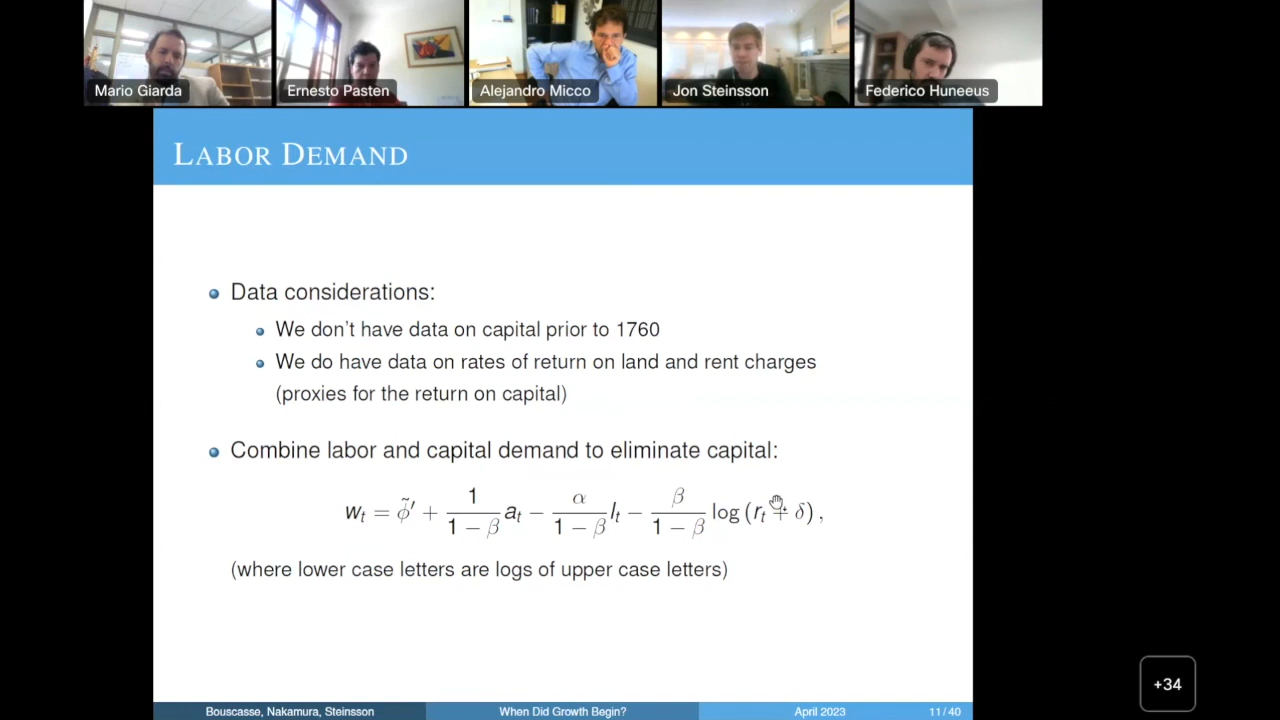 Mario Giarda
Ernesto Pasten
Alejandro Micco
Jon Steinsson
Federico Huneeus
LABOR DEMAND
Data considerations:
We don't have data on capital prior to 1760
We do have data on rates of return on land and rent charges
(proxies for the return on capital)
Combine labor and capital demand to eliminate capital:
wₜ = φ̃′ + 1/(1 − β) aₜ − α/(1 − β) lₜ − β/(1 − β) log (rₜ + δ) ,
(where lower case letters are logs of upper case letters)
Bouscasse, Nakamura, Steinsson When Did Growth Begin? April 2023 11 / 40
+34